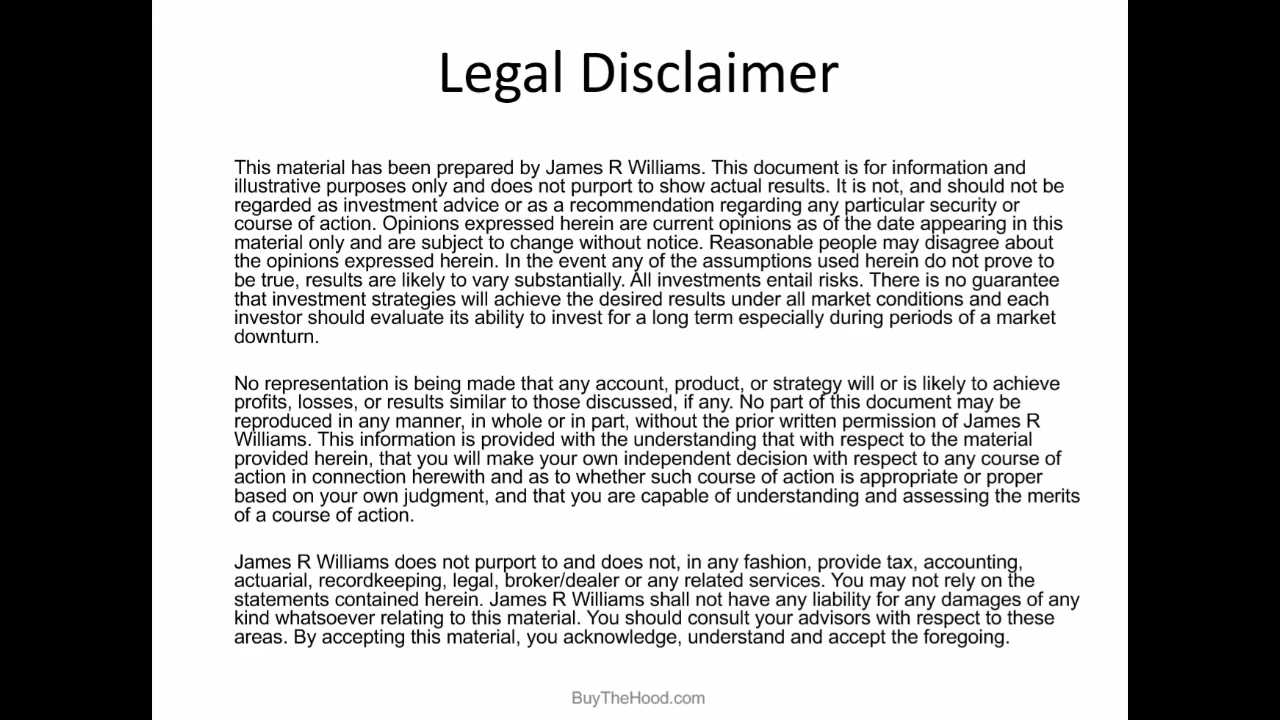 Legal Disclaimer
This material has been prepared by James R Williams. This document is for information and
illustrative purposes only and does not purport to show actual results. It is not, and should not be
regarded as investment advice or as a recommendation regarding any particular security or
course of action. Opinions expressed herein are current opinions as of the date appearing in this
material only and are subject to change without notice. Reasonable people may disagree about
the opinions expressed herein. In the event any of the assumptions used herein do not prove to
be true, results are likely to vary substantially. All investments entail risks. There is no guarantee
that investment strategies will achieve the desired results under all market conditions and each
investor should evaluate its ability to invest for a long term especially during periods of a market
downturn.
No representation is being made that any account, product, or strategy will or is likely to achieve
profits, losses, or results similar to those discussed, if any. No part of this document may be
reproduced in any manner, in whole or in part, without the prior written permission of James R
Williams. This information is provided with the understanding that with respect to the material
provided herein, that you will make your own independent decision with respect to any course of
action in connection herewith and as to whether such course of action is appropriate or proper
based on your own judgment, and that you are capable of understanding and assessing the merits
of a course of action.
James R Williams does not purport to and does not, in any fashion, provide tax, accounting,
actuarial, recordkeeping, legal, broker/dealer or any related services. You may not rely on the
statements contained herein. James R Williams shall not have any liability for any damages of any
kind whatsoever relating to this material. You should consult your advisors with respect to these
areas. By accepting this material, you acknowledge, understand and accept the foregoing.
BuyTheHood.com